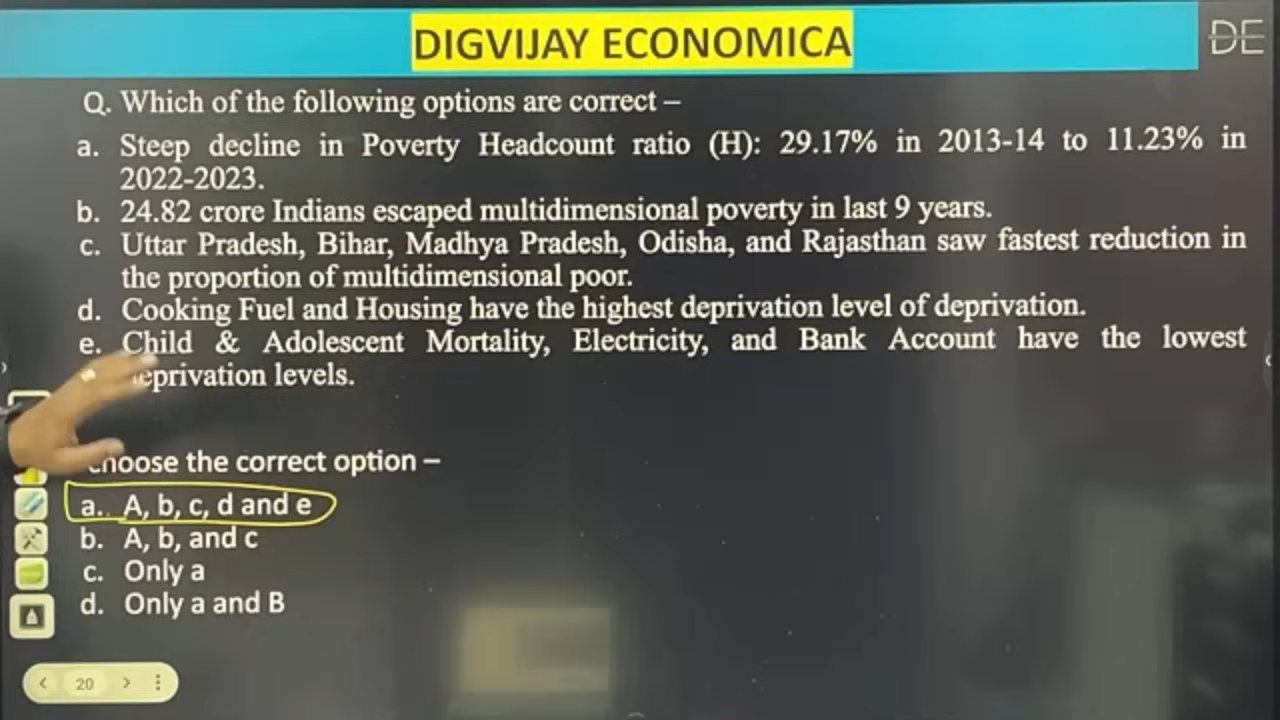 DIGVIJAY ECONOMICA
DE
Q. Which of the following options are correct –
a. Steep decline in Poverty Headcount ratio (H): 29.17% in 2013-14 to 11.23% in
2022-2023.
b. 24.82 crore Indians escaped multidimensional poverty in last 9 years.
c. Uttar Pradesh, Bihar, Madhya Pradesh, Odisha, and Rajasthan saw fastest reduction in
the proportion of multidimensional poor.
d. Cooking Fuel and Housing have the highest deprivation level of deprivation.
e. Child & Adolescent Mortality, Electricity, and Bank Account have the lowest
eprivation levels.
choose the correct option –
a. A, b, c, d and e
b. A, b, and c
c. Only a
d. Only a and B
< 20 >